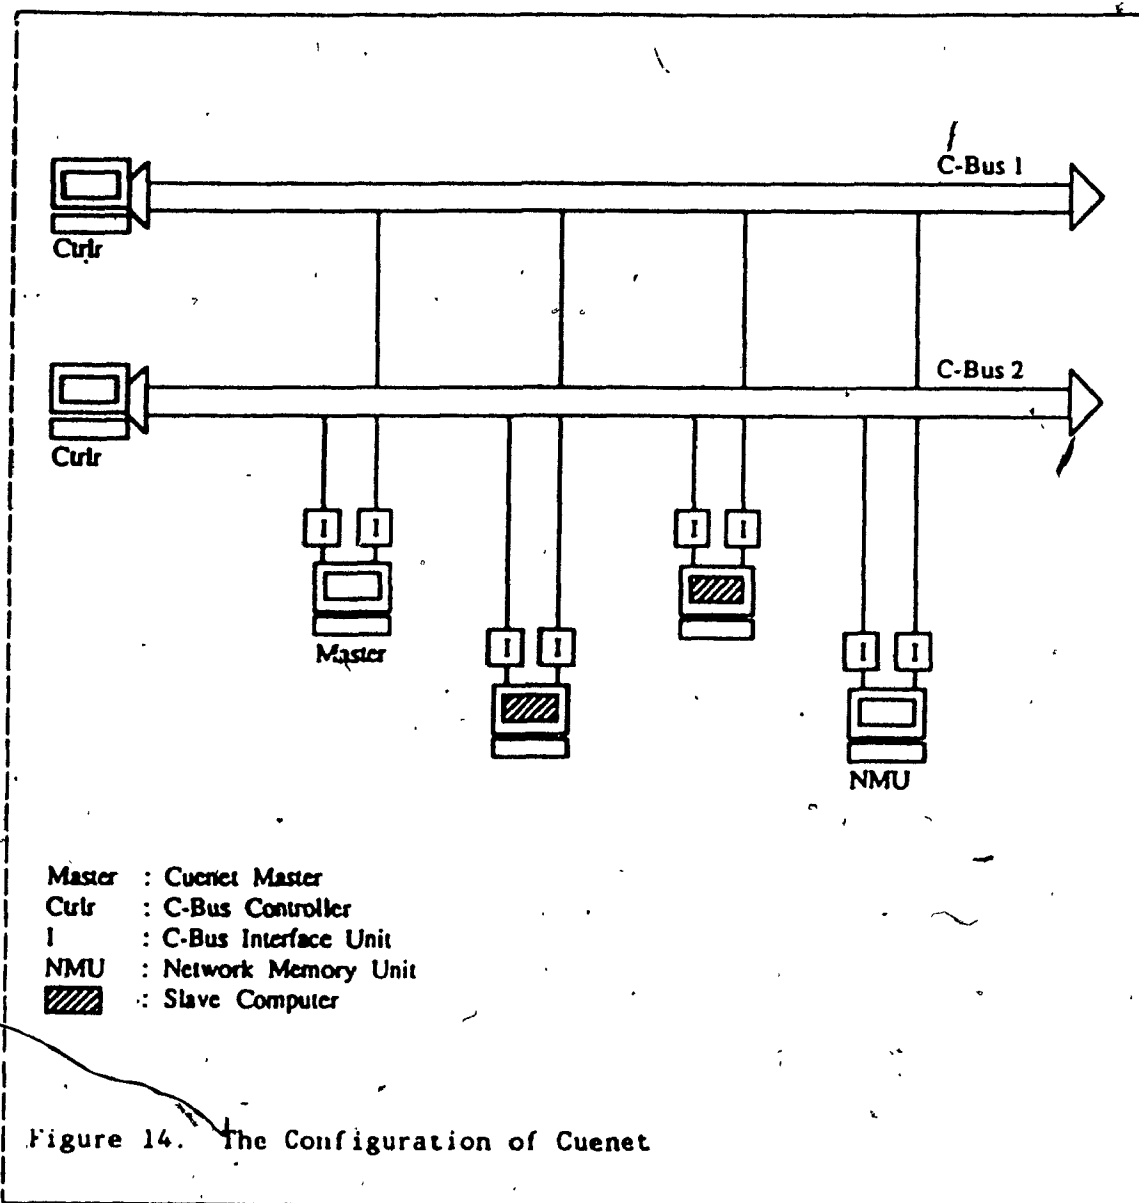 C-Bus 1
Ctrlr
C-Bus 2
Ctrlr
I I I I
Master
I I I I
NMU
Master : Cuenet Master
Ctrlr : C-Bus Controller
I : C-Bus Interface Unit
NMU : Network Memory Unit
: Slave Computer
Figure 14. The Configuration of Cuenet